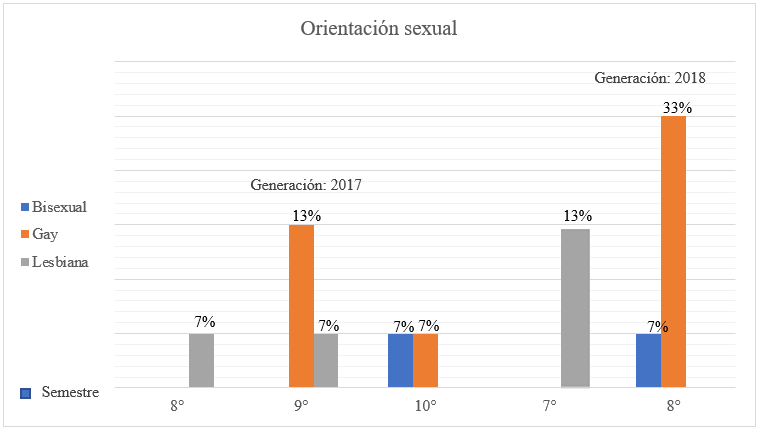 Orientación sexual
Generación: 2018
33%
Generación: 2017
Bisexual
Gay
Lesbiana
13%
13%
7%
7%
7%
7%
7%
Semestre
8°
9°
10°
7°
8°